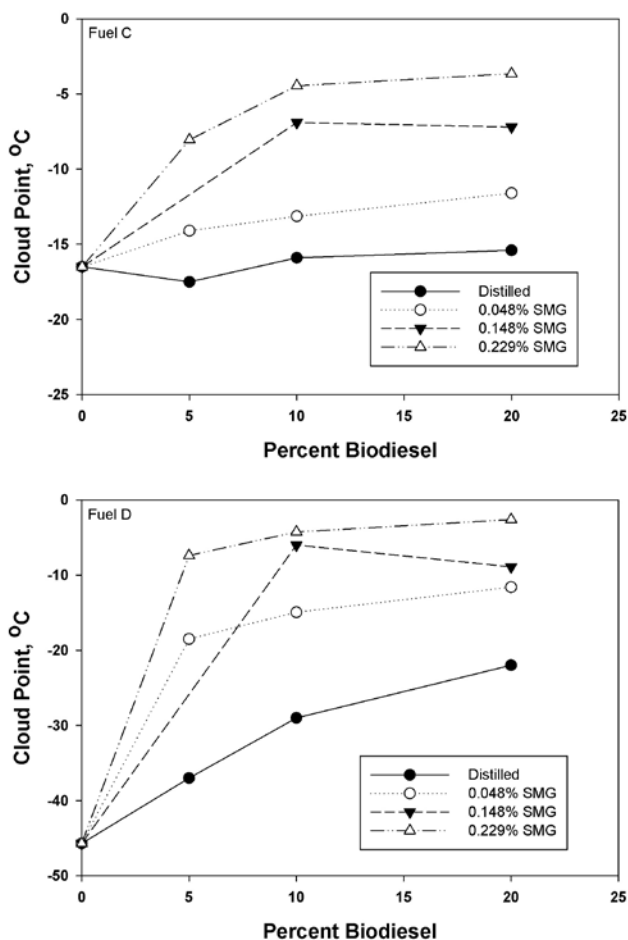 Fuel C
0
-5
-10
-15
-20
-25
Cloud Point, °C
Distilled
0.048% SMG
0.148% SMG
0.229% SMG
0 5 10 15 20 25
Percent Biodiesel
Fuel D
0
-10
-20
-30
-40
-50
Cloud Point, °C
Distilled
0.048% SMG
0.148% SMG
0.229% SMG
0 5 10 15 20 25
Percent Biodiesel